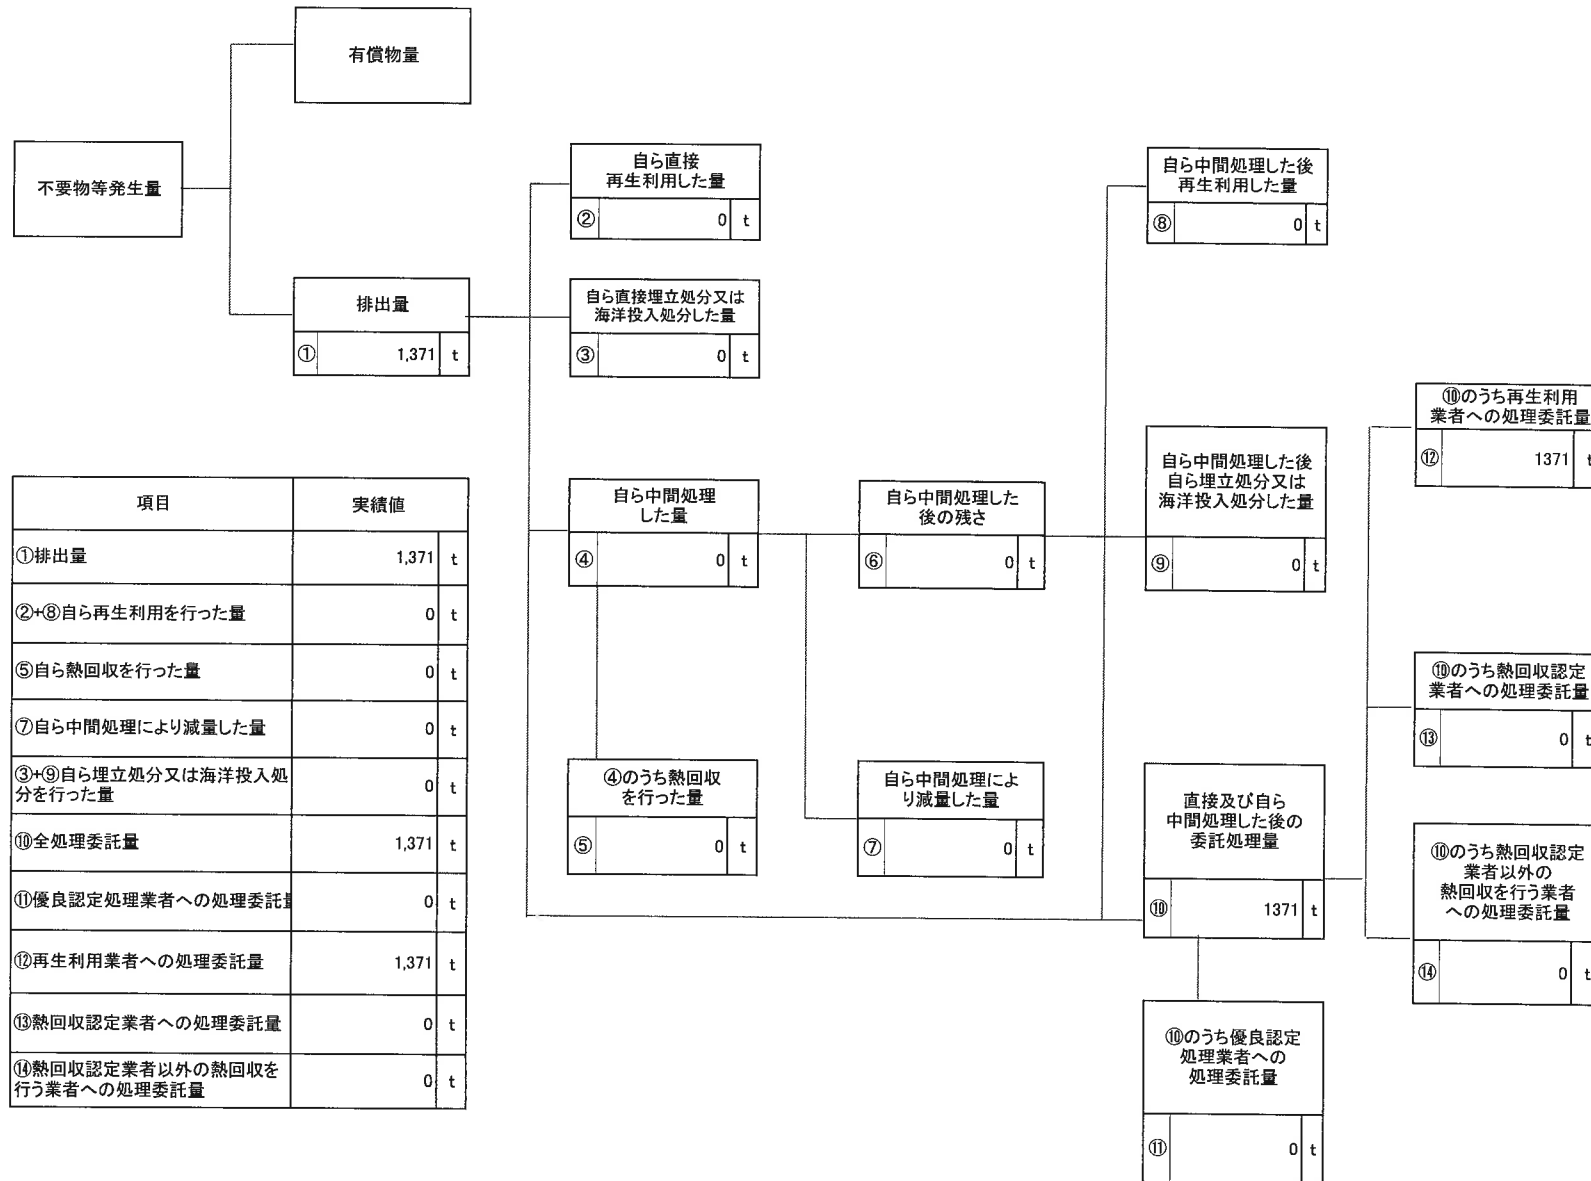 有償物量
不要物等発生量
排出量
① 1,371 t
自ら直接
再生利用した量
② 0 t
自ら直接埋立処分又は
海洋投入処分した量
③ 0 t
自ら中間処理
した量
④ 0 t
④のうち熱回収
を行った量
⑤ 0 t
自ら中間処理した
後の残さ
⑥ 0 t
自ら中間処理によ
り減量した量
⑦ 0 t
自ら中間処理した後
再生利用した量
⑧ 0 t
自ら中間処理した後
自ら埋立処分又は
海洋投入処分した量
⑨ 0 t
直接及び自ら
中間処理した後の
委託処理量
⑩ 1371 t
⑩のうち優良認定
処理業者への
処理委託量
⑪ 0 t
⑩のうち再生利用
業者への処理委託量
⑫ 1371 t
⑩のうち熱回収認定
業者への処理委託量
⑬ 0 t
⑩のうち熱回収認定
業者以外の
熱回収を行う業者
への処理委託量
⑭ 0 t
項目 実績値
①排出量 1,371 t
②+⑧自ら再生利用を行った量 0 t
⑤自ら熱回収を行った量 0 t
⑦自ら中間処理により減量した量 0 t
③+⑨自ら埋立処分又は海洋投入処
分を行った量 0 t
⑩全処理委託量 1,371 t
⑪優良認定処理業者への処理委託量 0 t
⑫再生利用業者への処理委託量 1,371 t
⑬熱回収認定業者への処理委託量 0 t
⑭熱回収認定業者以外の熱回収を
行う業者への処理委託量 0 t